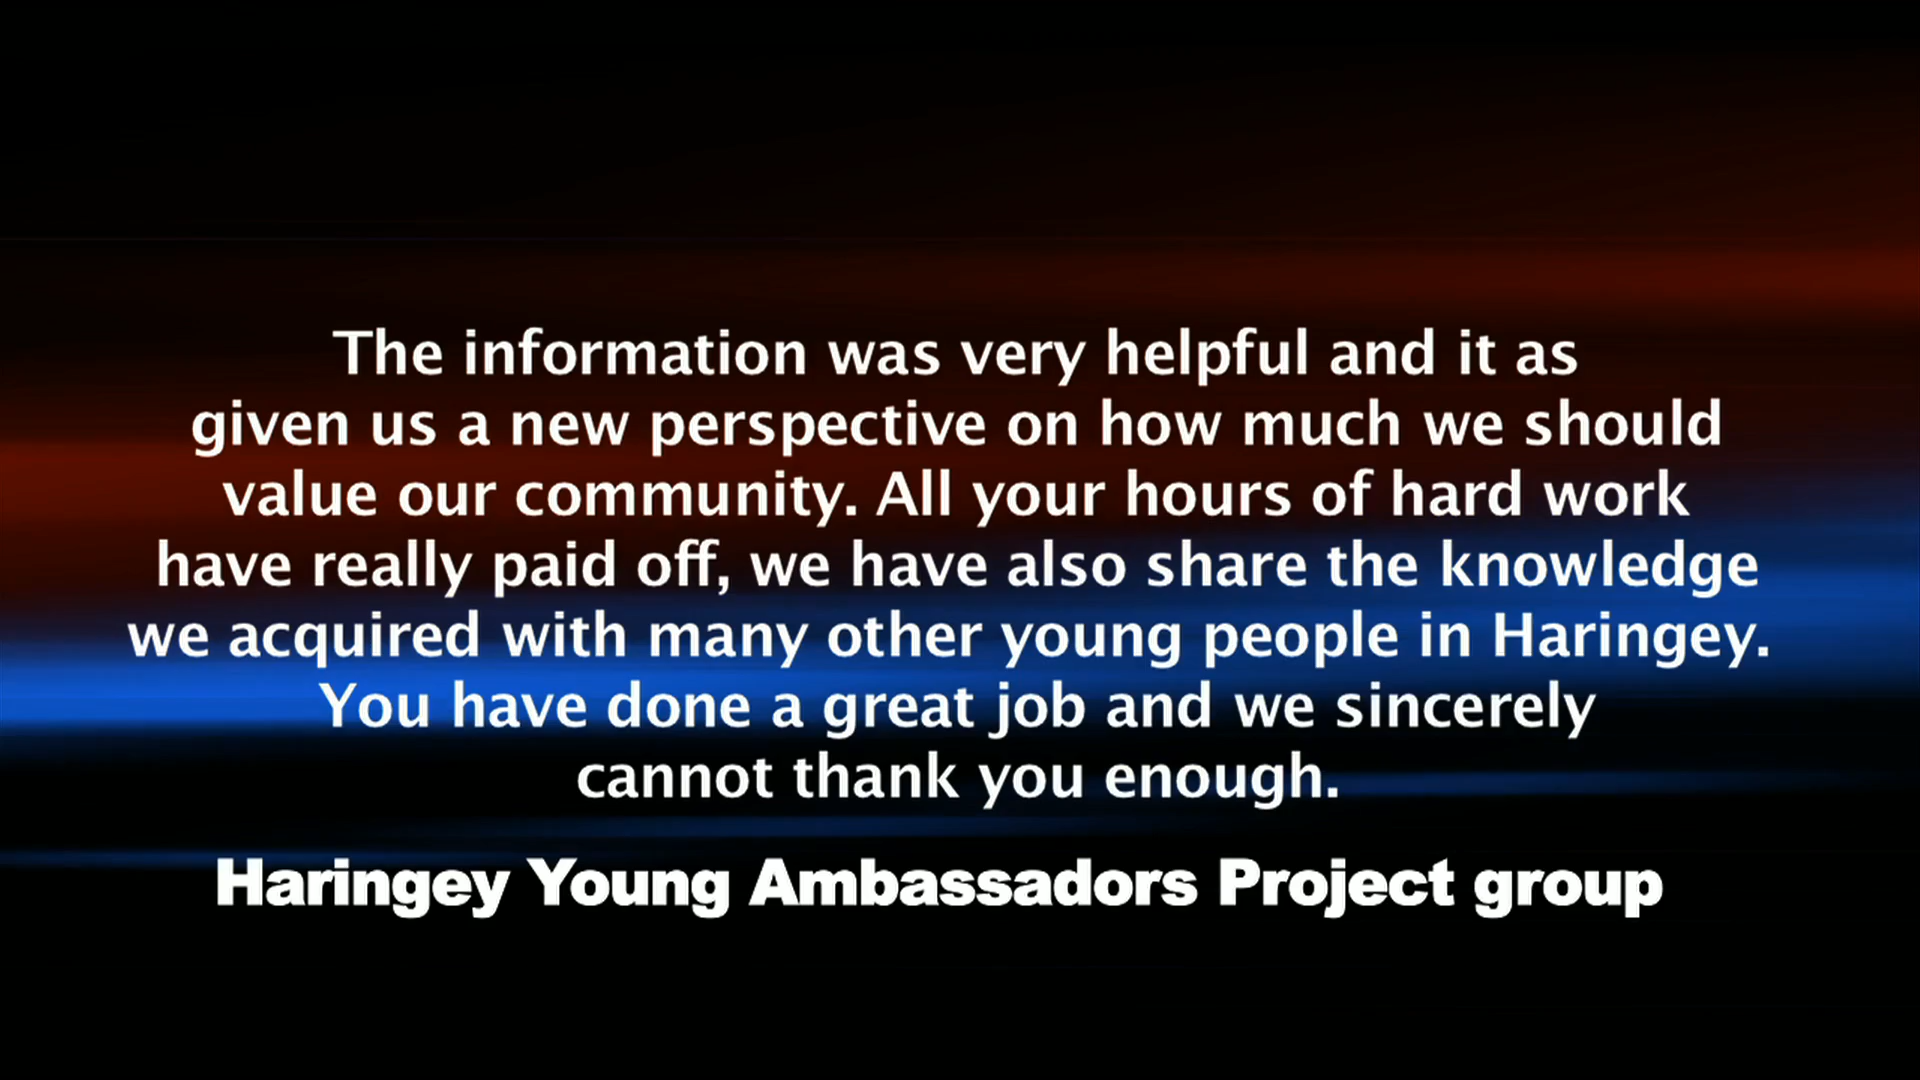 The information was very helpful and it as
given us a new perspective on how much we should
value our community. All your hours of hard work
have really paid off, we have also share the knowledge
we acquired with many other young people in Haringey.
You have done a great job and we sincerely
cannot thank you enough.
Haringey Young Ambassadors Project group